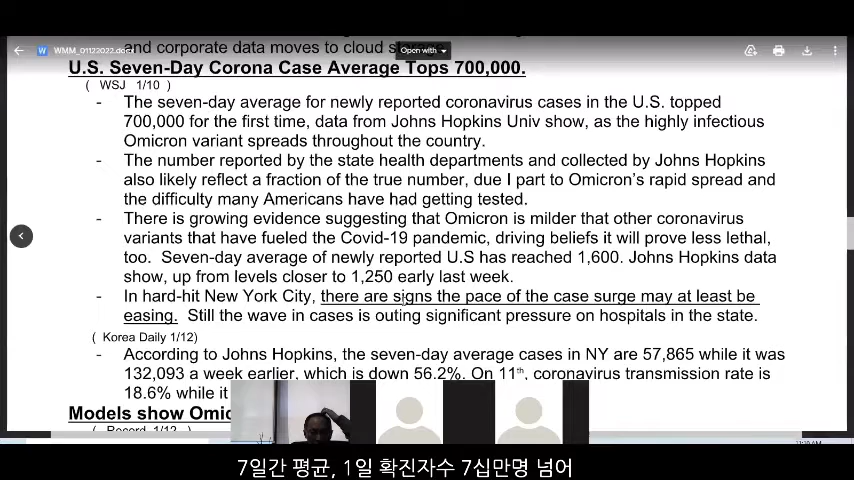 WMM_01122022.docx
Open with
and corporate data moves to cloud storage.
U.S. Seven-Day Corona Case Average Tops 700,000.
( WSJ 1/10 )
- The seven-day average for newly reported coronavirus cases in the U.S. topped
700,000 for the first time, data from Johns Hopkins Univ show, as the highly infectious
Omicron variant spreads throughout the country.
- The number reported by the state health departments and collected by Johns Hopkins
also likely reflect a fraction of the true number, due I part to Omicron's rapid spread and
the difficulty many Americans have had getting tested.
- There is growing evidence suggesting that Omicron is milder that other coronavirus
variants that have fueled the Covid-19 pandemic, driving beliefs it will prove less lethal,
too. Seven-day average of newly reported U.S has reached 1,600. Johns Hopkins data
show, up from levels closer to 1,250 early last week.
- In hard-hit New York City, there are signs the pace of the case surge may at least be
easing. Still the wave in cases is outing significant pressure on hospitals in the state.
( Korea Daily 1/12)
- According to Johns Hopkins, the seven-day average cases in NY are 57,865 while it was
132,093 a week earlier, which is down 56.2%. On 11th, coronavirus transmission rate is
18.6% while it
Models show Omic
( Record 1/12)
7일간 평균, 1일 확진자수 7십만명 넘어